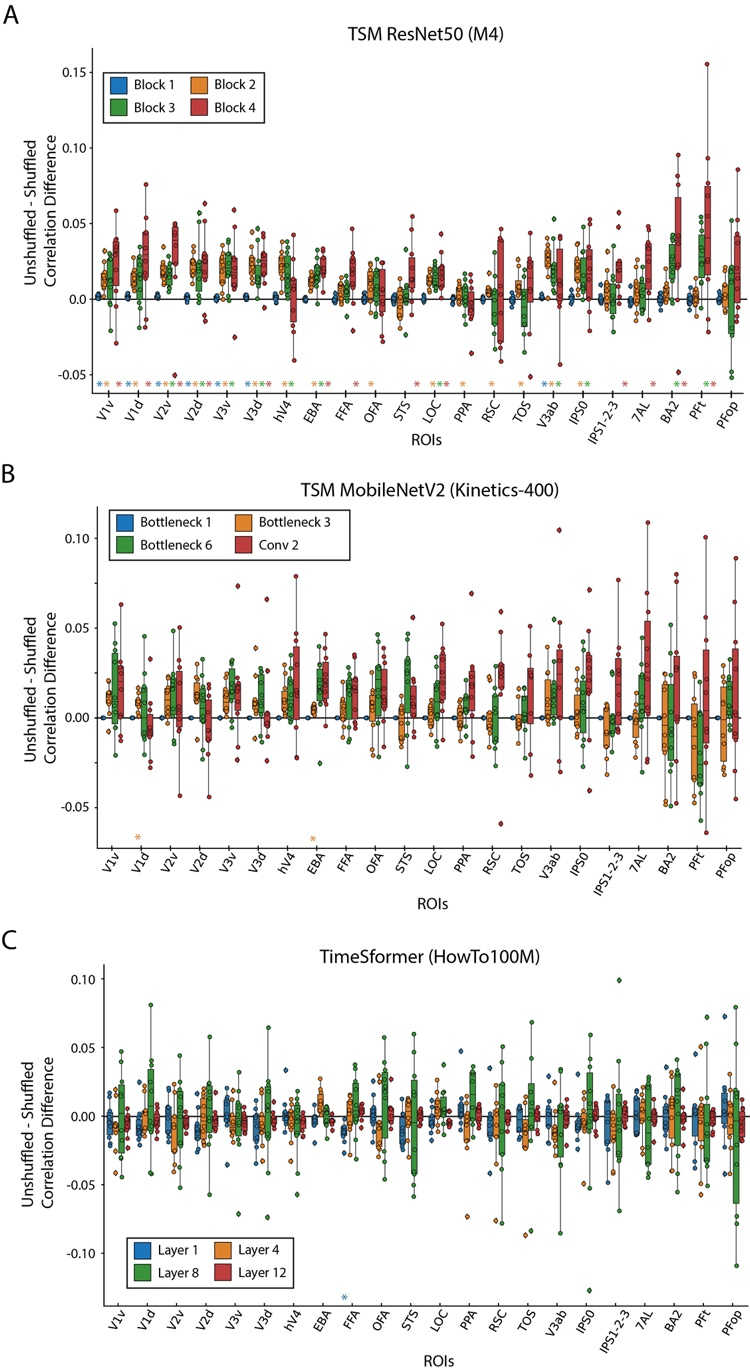 A
TSM ResNet50 (M4)
Block 1 Block 2
Block 3 Block 4
Unshuffled - Shuffled
Correlation Difference
0.15
0.10
0.05
0.0
-0.05
* * * * * * * * * * * * * * * * * * * * * * * * * * * * * * * * * * * * * * * * * * * * * *
V1v V1d V2v V2d V3v V3d hV4 EBA FFA OFA STS LOC PPA RSC TOS V3ab IPS0 IPS1-2-3 7AL BA2 PFt PFop
ROIs
B
TSM MobileNetV2 (Kinetics-400)
Bottleneck 1 Bottleneck 3
Bottleneck 6 Conv 2
Unshuffled - Shuffled
Correlation Difference
0.10
0.05
0.00
-0.05
* *
V1v V1d V2v V2d V3v V3d hV4 EBA FFA OFA STS LOC PPA RSC TOS V3ab IPS0 IPS1-2-3 7AL BA2 PFt PFop
ROIs
C
TimeSformer (HowTo100M)
Unshuffled - Shuffled
Correlation Difference
0.10
0.05
0.00
-0.05
-0.10
Layer 1 Layer 4
Layer 8 Layer 12
*
V1v V1d V2v V2d V3v V3d hV4 EBA FFA OFA STS LOC PPA RSC TOS V3ab IPS0 IPS1-2-3 7AL BA2 PFt PFop
ROIs